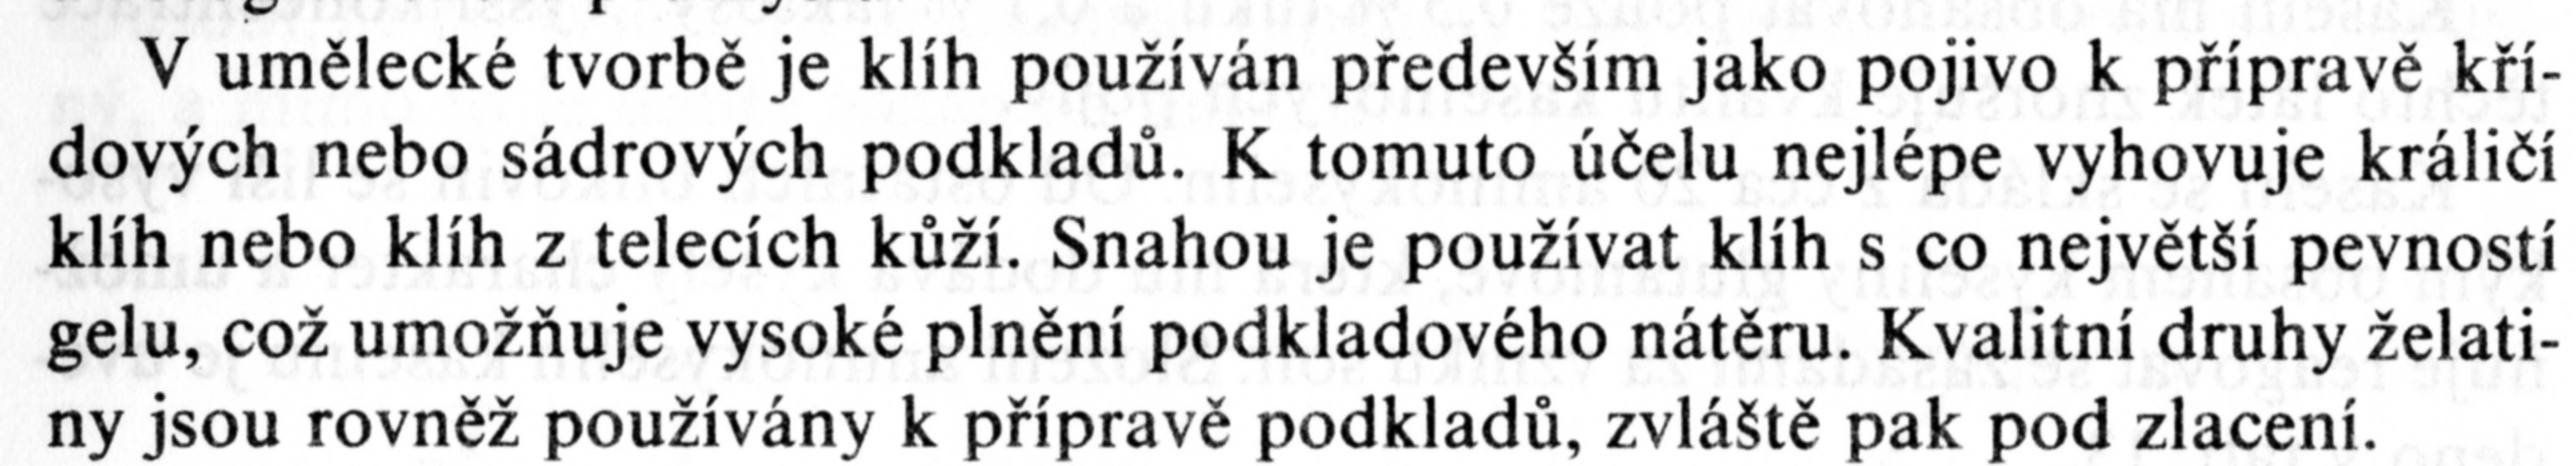 V umělecké tvorbě je klíh používán především jako pojivo k přípravě kří-
dových nebo sádrových podkladů. K tomuto účelu nejlépe vyhovuje králičí
klíh nebo klíh z telecích kůží. Snahou je používat klíh s co největší pevností
gelu, což umožňuje vysoké plnění podkladového nátěru. Kvalitní druhy želati-
ny jsou rovněž používány k přípravě podkladů, zvláště pak pod zlacení.